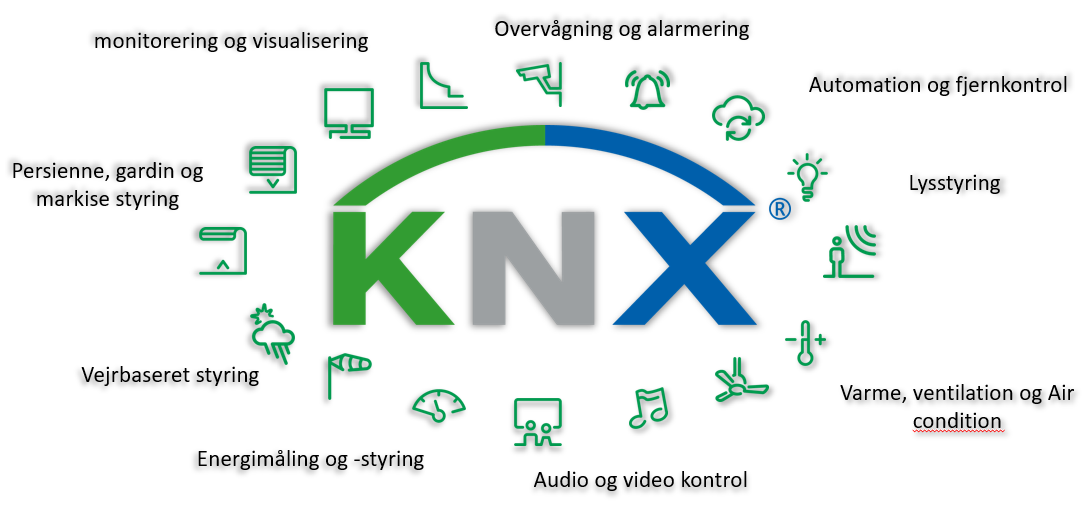 Overvågning og alarmering
monitorering og visualisering
Automation og fjernkontrol
Persienne, gardin og
markise styring
Lysstyring
KNX®
Vejrbaseret styring
Varme, ventilation og Air
condition
Energimåling og -styring
Audio og video kontrol